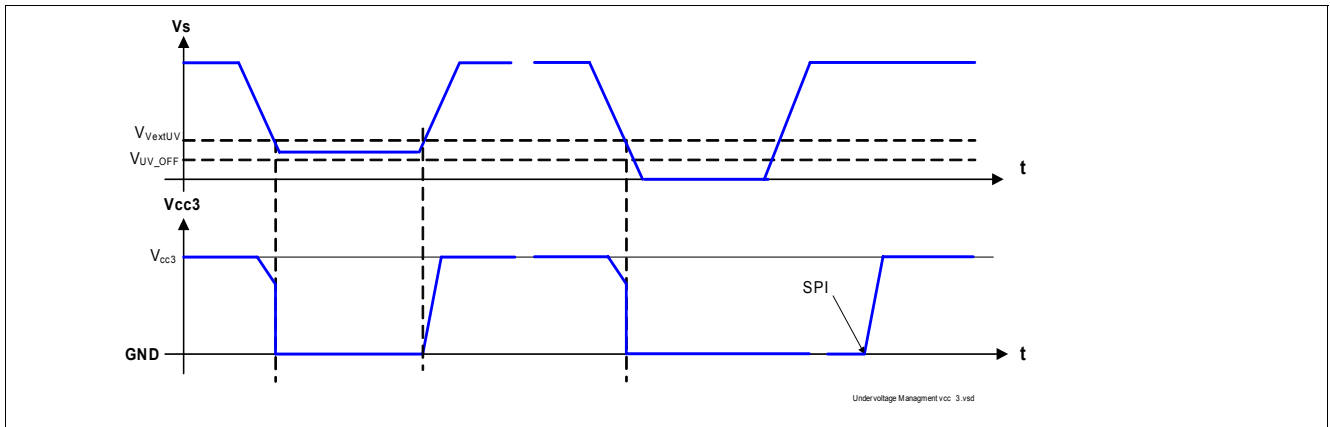 Vs
VVextUV
VUV_OFF
t
Vcc3
Vcc3
SPI
GND
t
Undervoltage Managment vcc 3.vsd